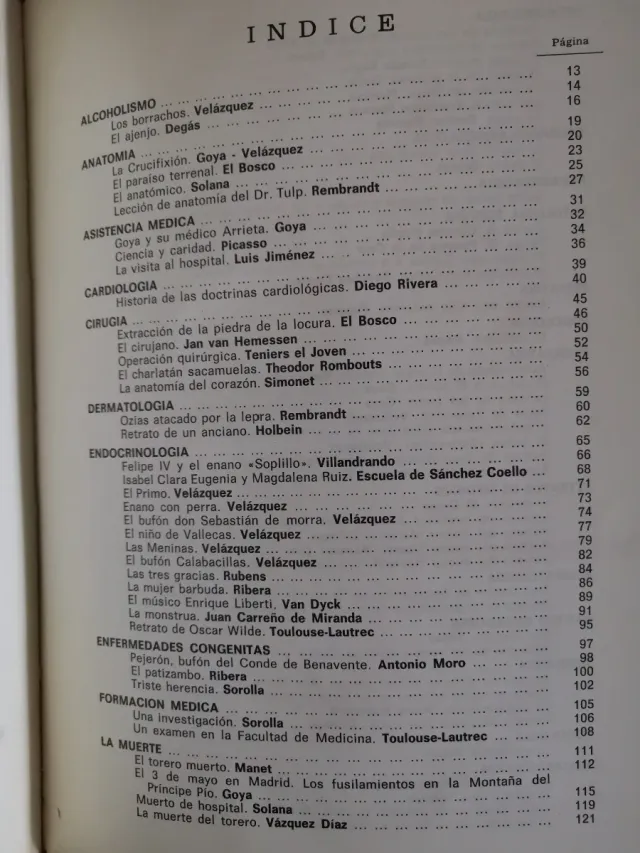 INDICE
Página
ALCOHOLISMO ... 13
Los borrachos. Velázquez ... 14
El ajenjo. Degás ... 16
ANATOMIA ... 19
La Crucifixión. Goya - Velázquez ... 20
El paraíso terrenal. El Bosco ... 23
El anatómico. Solana ... 25
Lección de anatomía del Dr. Tulp. Rembrandt ... 27
ASISTENCIA MEDICA ... 31
Goya y su médico Arrieta. Goya ... 32
Ciencia y caridad. Picasso ... 34
La visita al hospital. Luis Jiménez ... 36
CARDIOLOGIA ... 39
Historia de las doctrinas cardiológicas. Diego Rivera ... 40
CIRUGIA ... 45
Extracción de la piedra de la locura. El Bosco ... 46
El cirujano. Jan van Hemessen ... 50
Operación quirúrgica. Teniers el Joven ... 52
El charlatán sacamuelas. Theodor Rombouts ... 54
La anatomía del corazón. Simonet ... 56
DERMATOLOGIA ... 59
Ozias atacado por la lepra. Rembrandt ... 60
Retrato de un anciano. Holbein ... 62
ENDOCRINOLOGIA ... 65
Felipe IV y el enano «Soplillo». Villandrando ... 66
Isabel Clara Eugenia y Magdalena Ruiz. Escuela de Sánchez Coello ... 68
El Primo. Velázquez ... 71
Enano con perra. Velázquez ... 73
El bufón don Sebastián de morra. Velázquez ... 74
El niño de Vallecas. Velázquez ... 77
Las Meninas. Velázquez ... 79
El bufón Calabacillas. Velázquez ... 82
Las tres gracias. Rubens ... 84
La mujer barbuda. Ribera ... 86
El músico Enrique Liberti, Van Dyck ... 89
La monstrua. Juan Carreño de Miranda ... 91
Retrato de Oscar Wilde. Toulouse-Lautrec ... 95
ENFERMEDADES CONGENITAS ... 97
Pejerón, bufón del Conde de Benavente. Antonio Moro ... 98
El patizambo. Ribera ... 100
Triste herencia. Sorolla ... 102
FORMACION MEDICA ... 105
Una investigación. Sorolla ... 106
Un examen en la Facultad de Medicina. Toulouse-Lautrec ... 108
LA MUERTE ... 111
El torero muerto. Manet ... 112
El 3 de mayo en Madrid. Los fusilamientos en la Montaña del
Príncipe Pío. Goya ... 115
Muerto de hospital. Solana ... 119
La muerte del torero. Vázquez Díaz ... 121